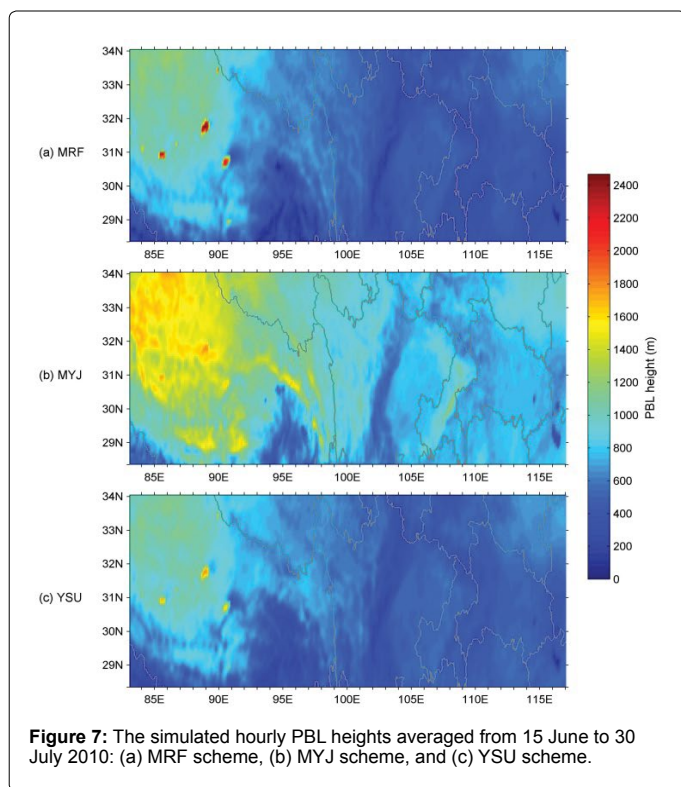 34N
33N
32N
(a) MRF
31N
30N
29N
85E 90E 95E 100E 105E 110E 115E
34N
33N
32N
(b) MYJ
31N
30N
29N
85E 90E 95E 100E 105E 110E 115E
34N
33N
32N
(c) YSU
31N
30N
29N
85E 90E 95E 100E 105E 110E 115E
2400
2200
2000
1800
1600
1400
1200
1000
800
600
400
200
0
PBL height (m)
Figure 7: The simulated hourly PBL heights averaged from 15 June to 30
July 2010: (a) MRF scheme, (b) MYJ scheme, and (c) YSU scheme.